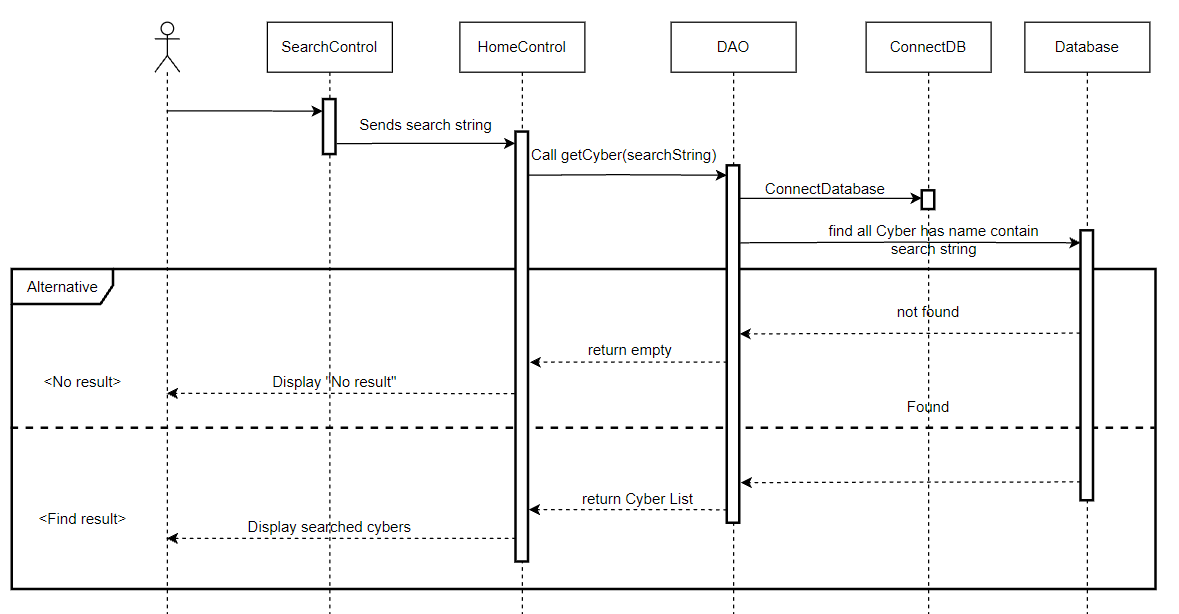 SearchControl
HomeControl
DAO
ConnectDB
Database
Sends search string
Call getCyber(searchString)
ConnectDatabase
find all Cyber has name contain
search string
Alternative
not found
return empty
<No result>
Display "No result"
Found
return Cyber List
<Find result>
Display searched cybers